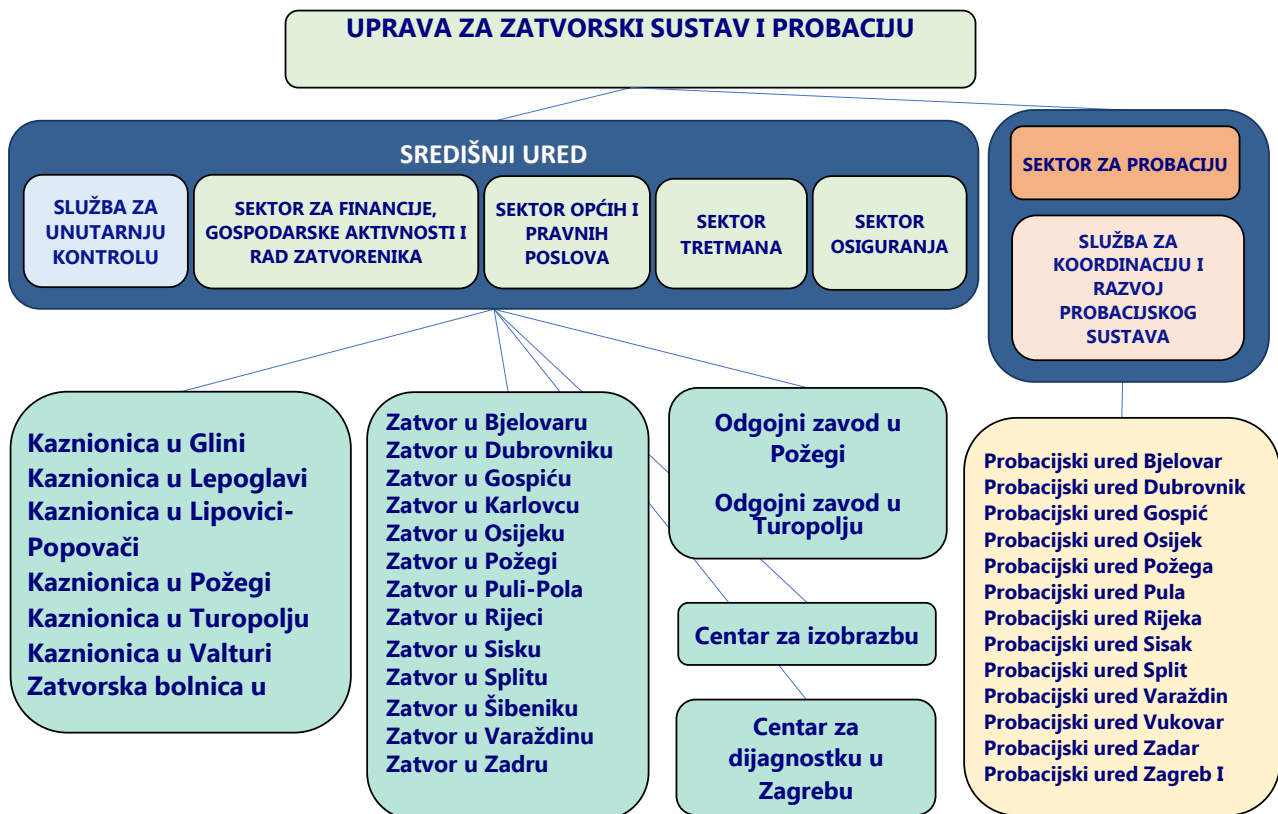 UPRAVA ZA ZATVORSKI SUSTAV I PROBACIJU
SREDIŠNJI URED
SLUŽBA ZA
UNUTARNJU
KONTROLU
SEKTOR ZA FINANCIJE,
GOSPODARSKE AKTIVNOSTI I
RAD ZATVORENIKA
SEKTOR OPĆIH I
PRAVNIH
POSLOVA
SEKTOR
TRETMANA
SEKTOR
OSIGURANJA
SEKTOR ZA PROBACIJU
SLUŽBA ZA
KOORDINACIJU I
RAZVOJ
PROBACIJSKOG
SUSTAVA
Kaznionica u Glini
Kaznionica u Lepoglavi
Kaznionica u Lipovici-
Popovači
Kaznionica u Požegi
Kaznionica u Turopolju
Kaznionica u Valturi
Zatvorska bolnica u
Zatvor u Bjelovaru
Zatvor u Dubrovniku
Zatvor u Gospiću
Zatvor u Karlovcu
Zatvor u Osijeku
Zatvor u Požegi
Zatvor u Puli-Pola
Zatvor u Rijeci
Zatvor u Sisku
Zatvor u Splitu
Zatvor u Šibeniku
Zatvor u Varaždinu
Zatvor u Zadru
Odgojni zavod u
Požegi
Odgojni zavod u
Turopolju
Centar za izobrazbu
Centar za
dijagnostku u
Zagrebu
Probacijski ured Bjelovar
Probacijski ured Dubrovnik
Probacijski ured Gospić
Probacijski ured Osijek
Probacijski ured Požega
Probacijski ured Pula
Probacijski ured Rijeka
Probacijski ured Sisak
Probacijski ured Split
Probacijski ured Varaždin
Probacijski ured Vukovar
Probacijski ured Zadar
Probacijski ured Zagreb I